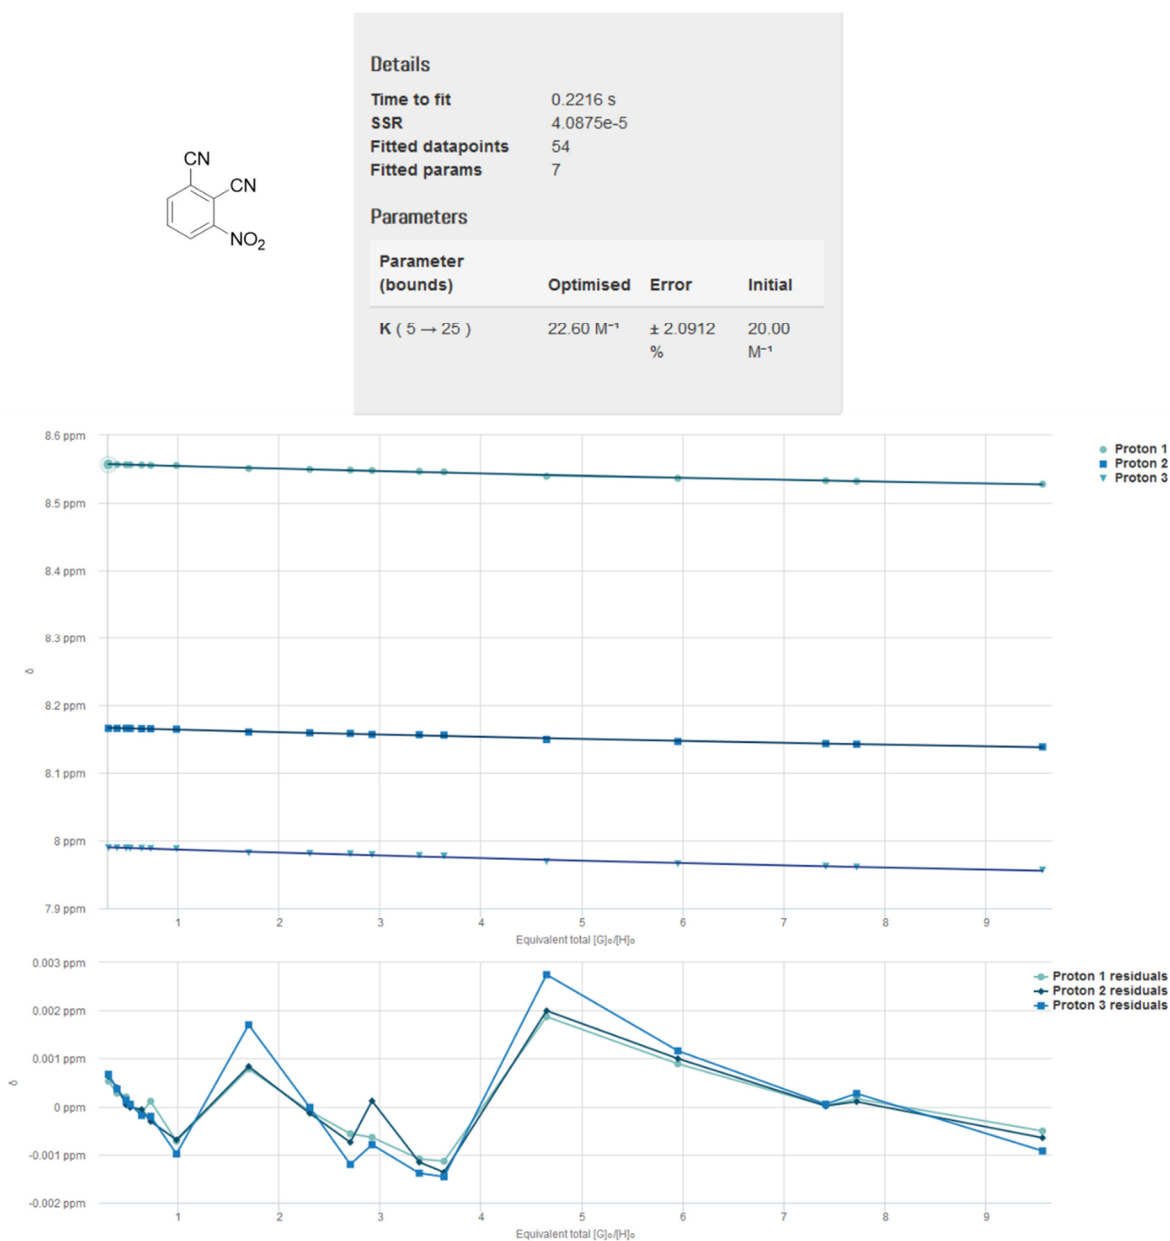 Details
Time to fit 0.2216 s
SSR 4.0875e-5
Fitted datapoints 54
Fitted params 7
CN
CN
NO₂
Parameters
Parameter
(bounds) Optimised Error Initial
K ( 5 → 25 ) 22.60 M⁻¹ ± 2.0912 20.00
% M⁻¹
8.6 ppm
8.5 ppm
8.4 ppm
8.3 ppm
8.2 ppm
8.1 ppm
8 ppm
7.9 ppm
δ
Proton 1
Proton 2
Proton 3
1 2 3 4 5 6 7 8 9
Equivalent total [G]₀/[H]₀
0.003 ppm
0.002 ppm
0.001 ppm
0 ppm
-0.001 ppm
-0.002 ppm
δ
Proton 1 residuals
Proton 2 residuals
Proton 3 residuals
1 2 3 4 5 6 7 8 9
Equivalent total [G]₀/[H]₀